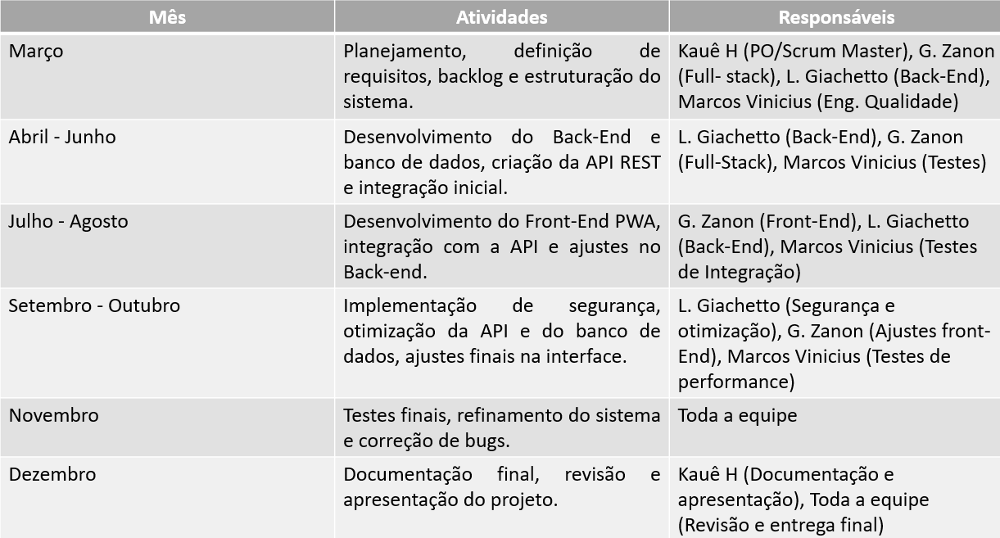 Mês Atividades Responsáveis
Março
Planejamento, definição de
requisitos, backlog e estruturação do
sistema.
Kauê H (PO/Scrum Master), G. Zanon
(Full- stack), L. Giachetto (Back-End),
Marcos Vinicius (Eng. Qualidade)
Abril - Junho
Desenvolvimento do Back-End e
banco de dados, criação da API REST
e integração inicial.
L. Giachetto (Back-End), G. Zanon
(Full-Stack), Marcos Vinicius (Testes)
Julho - Agosto
Desenvolvimento do Front-End PWA,
integração com a API e ajustes no
Back-end.
G. Zanon (Front-End), L. Giachetto
(Back-End), Marcos Vinicius (Testes
de Integração)
Setembro - Outubro
Implementação de segurança,
otimização da API e do banco de
dados, ajustes finais na interface.
L. Giachetto (Segurança e
otimização), G. Zanon (Ajustes front-
End), Marcos Vinicius (Testes de
performance)
Novembro
Testes finais, refinamento do sistema
e correção de bugs.
Toda a equipe
Dezembro
Documentação final, revisão e
apresentação do projeto.
Kauê H (Documentação e
apresentação), Toda a equipe
(Revisão e entrega final)